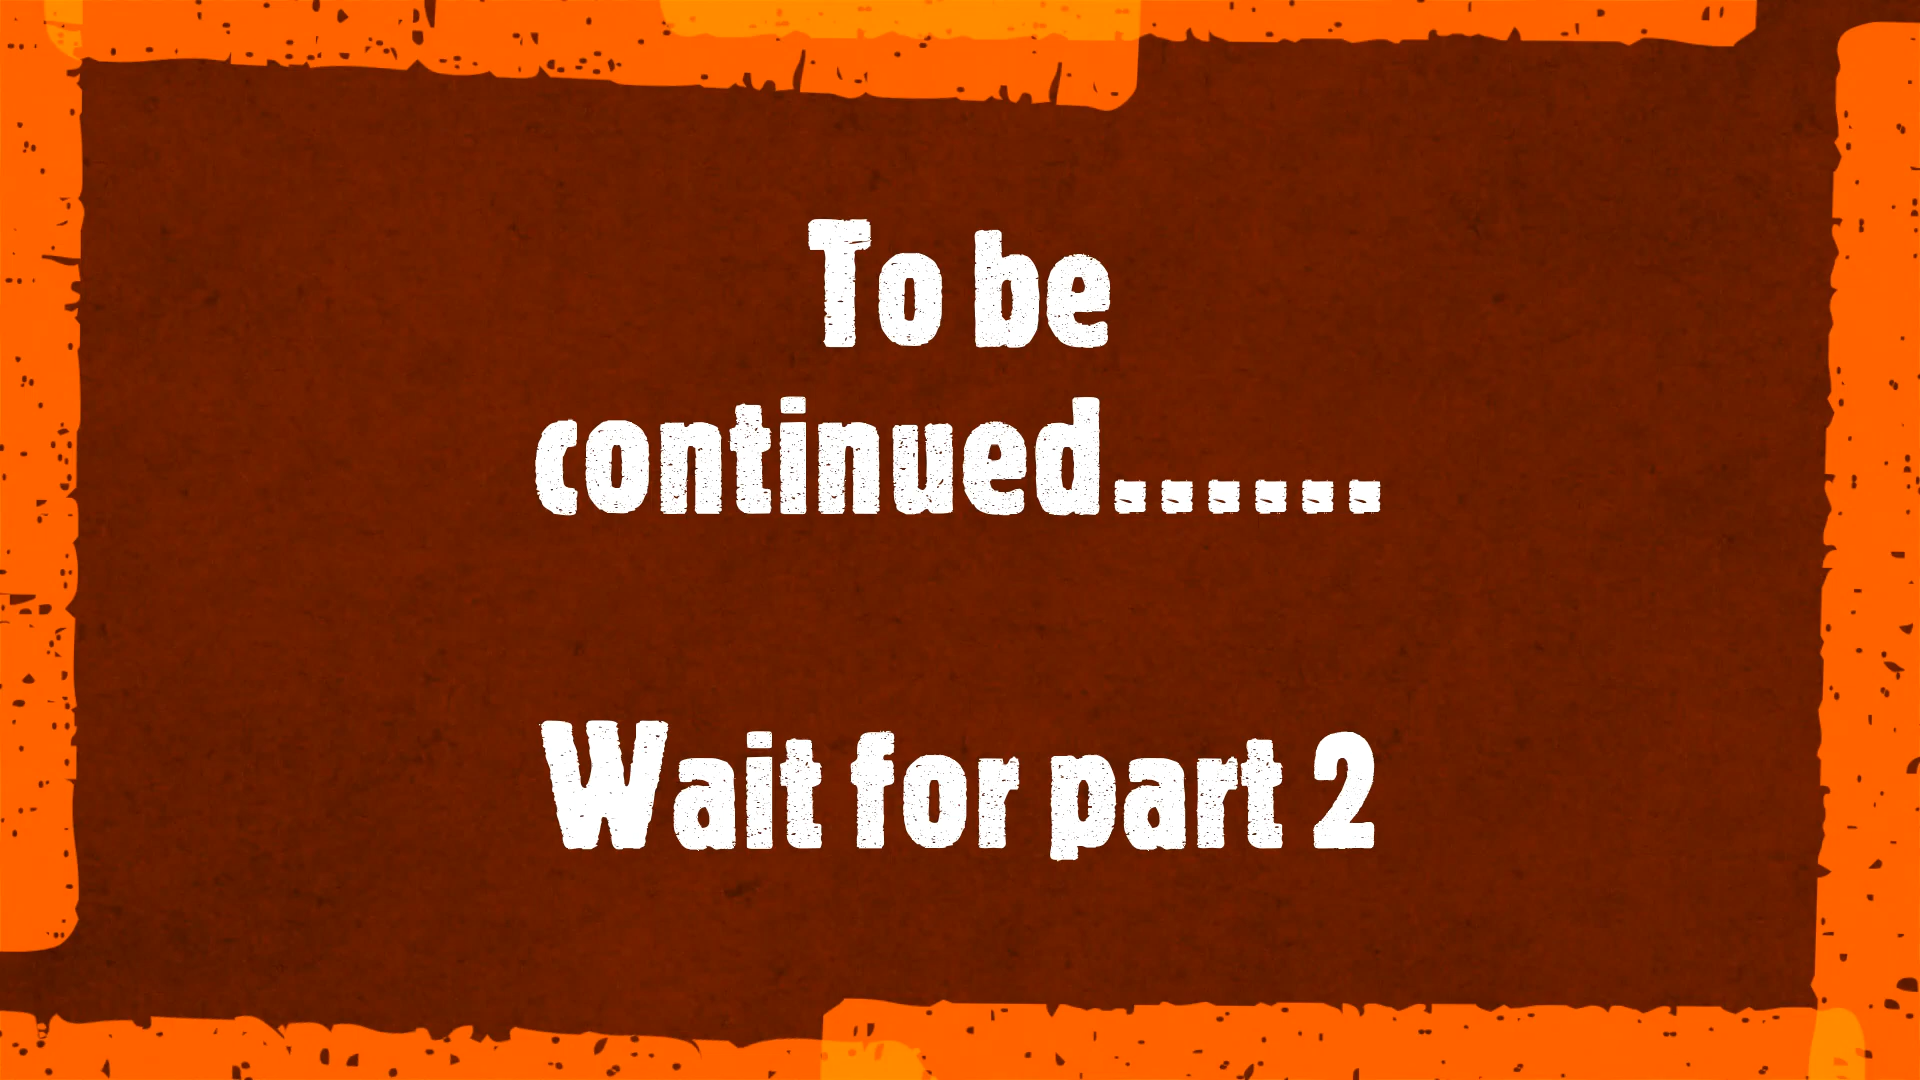 To be
continued......
Wait for part 2